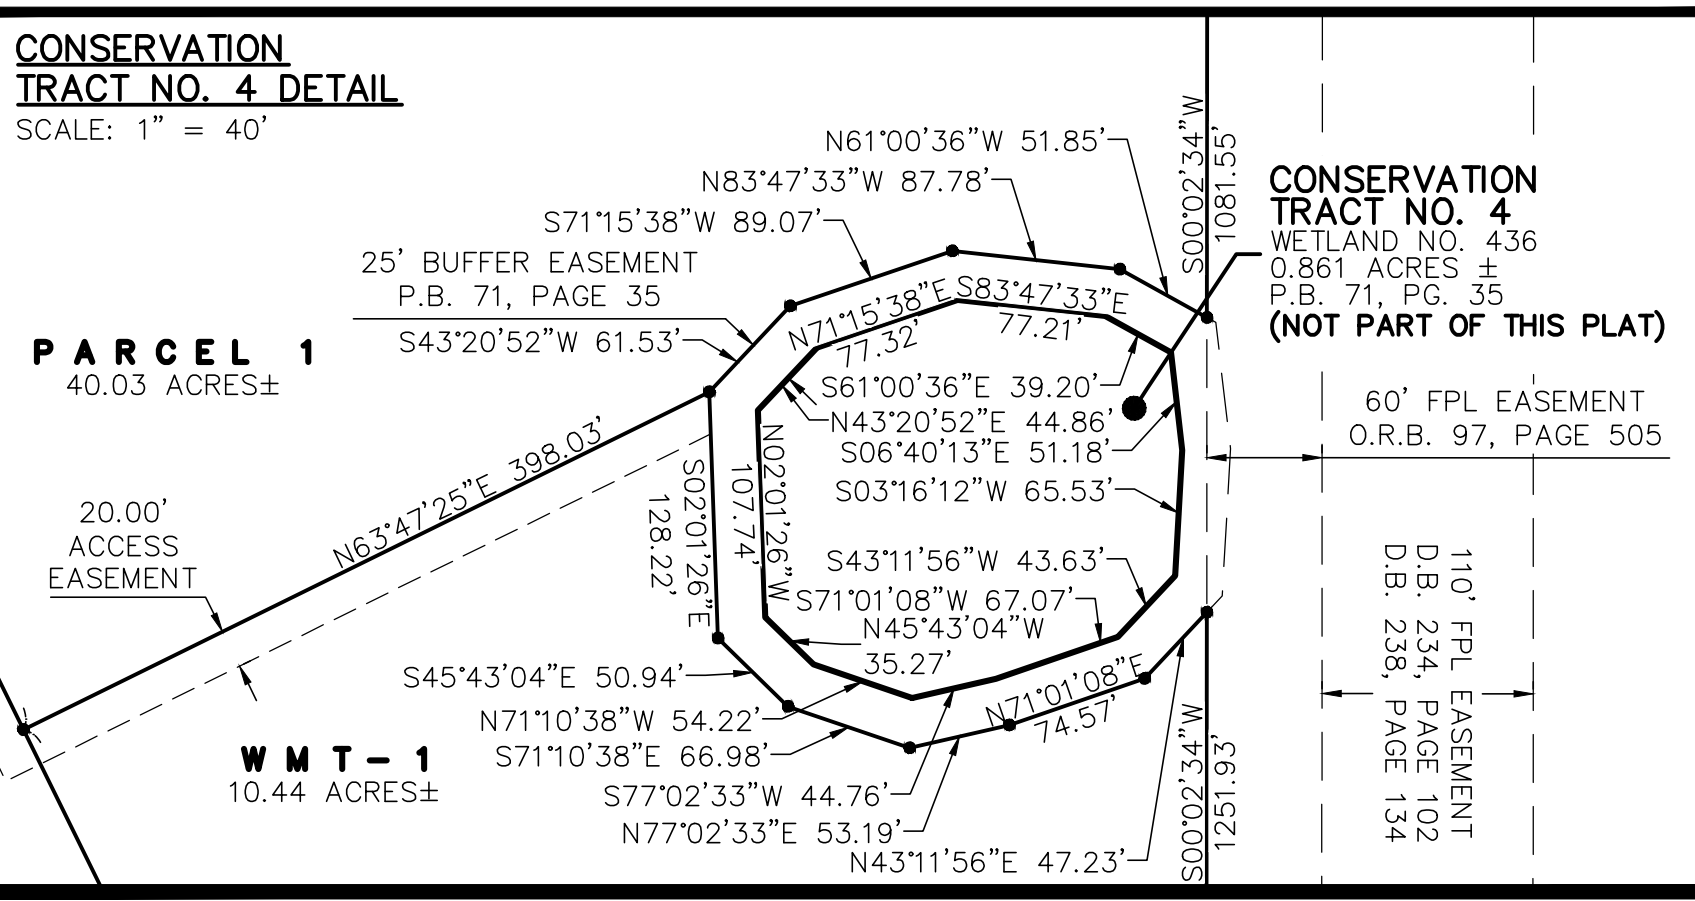 CONSERVATION
TRACT NO. 4 DETAIL
SCALE: 1" = 40'
N61°00'36"W 51.85'
N83°47'33"W 87.78'
S71°15'38"W 89.07'
25' BUFFER EASEMENT
P.B. 71, PAGE 35
S43°20'52"W 61.53'
S00°02'34"W
1081.55'
CONSERVATION
TRACT NO. 4
WETLAND NO. 436
0.861 ACRES ±
P.B. 71, PG. 35
(NOT PART OF THIS PLAT)
PARCEL 1
40.03 ACRES±
N71°15'38"E
77.32'
S83°47'33"E
77.21'
S61°00'36"E 39.20'
N43°20'52"E 44.86'
S06°40'13"E 51.18'
S03°16'12"W 65.53'
S43°11'56"W 43.63'
S71°01'08"W 67.07'
N45°43'04"W
35.27'
60' FPL EASEMENT
O.R.B. 97, PAGE 505
N63°47'25"E 398.03'
20.00'
ACCESS
EASEMENT
S02°01'26"E
128.22'
N02°01'26"W
107.74'
110' FPL EASEMENT
D.B. 234, PAGE 102
D.B. 238, PAGE 134
S45°43'04"E 50.94'
N71°10'38"W 54.22'
S71°10'38"E 66.98'
S77°02'33"W 44.76'
N77°02'33"E 53.19'
N71°01'08"E
74.57'
N43°11'56"E 47.23'
S00°02'34"W
1251.93'
WMT-1
10.44 ACRES±